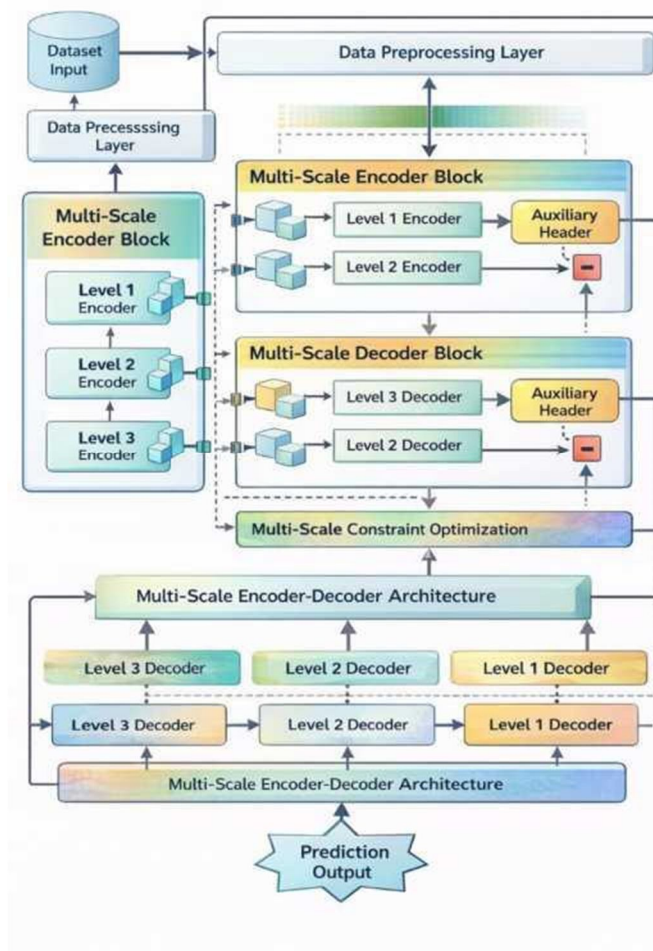 Dataset
Input
Data Preprocessing Layer
Data Precesssssing
Layer
Multi-Scale
Encoder Block
Level 1
Encoder
Level 2
Encoder
Level 3
Encoder
Multi-Scale Encoder Block
Level 1 Encoder
Auxiliary
Header
Level 2 Encoder
Multi-Scale Decoder Block
Level 3 Decoder
Auxiliary
Header
Level 2 Decoder
Multi-Scale Constraint Optimization
Multi-Scale Encoder-Decoder Architecture
Level 3 Decoder
Level 2 Decoder
Level 1 Decoder
Level 3 Decoder
Level 2 Decoder
Level 1 Decoder
Multi-Scale Encoder-Decoder Architecture
Prediction
Output